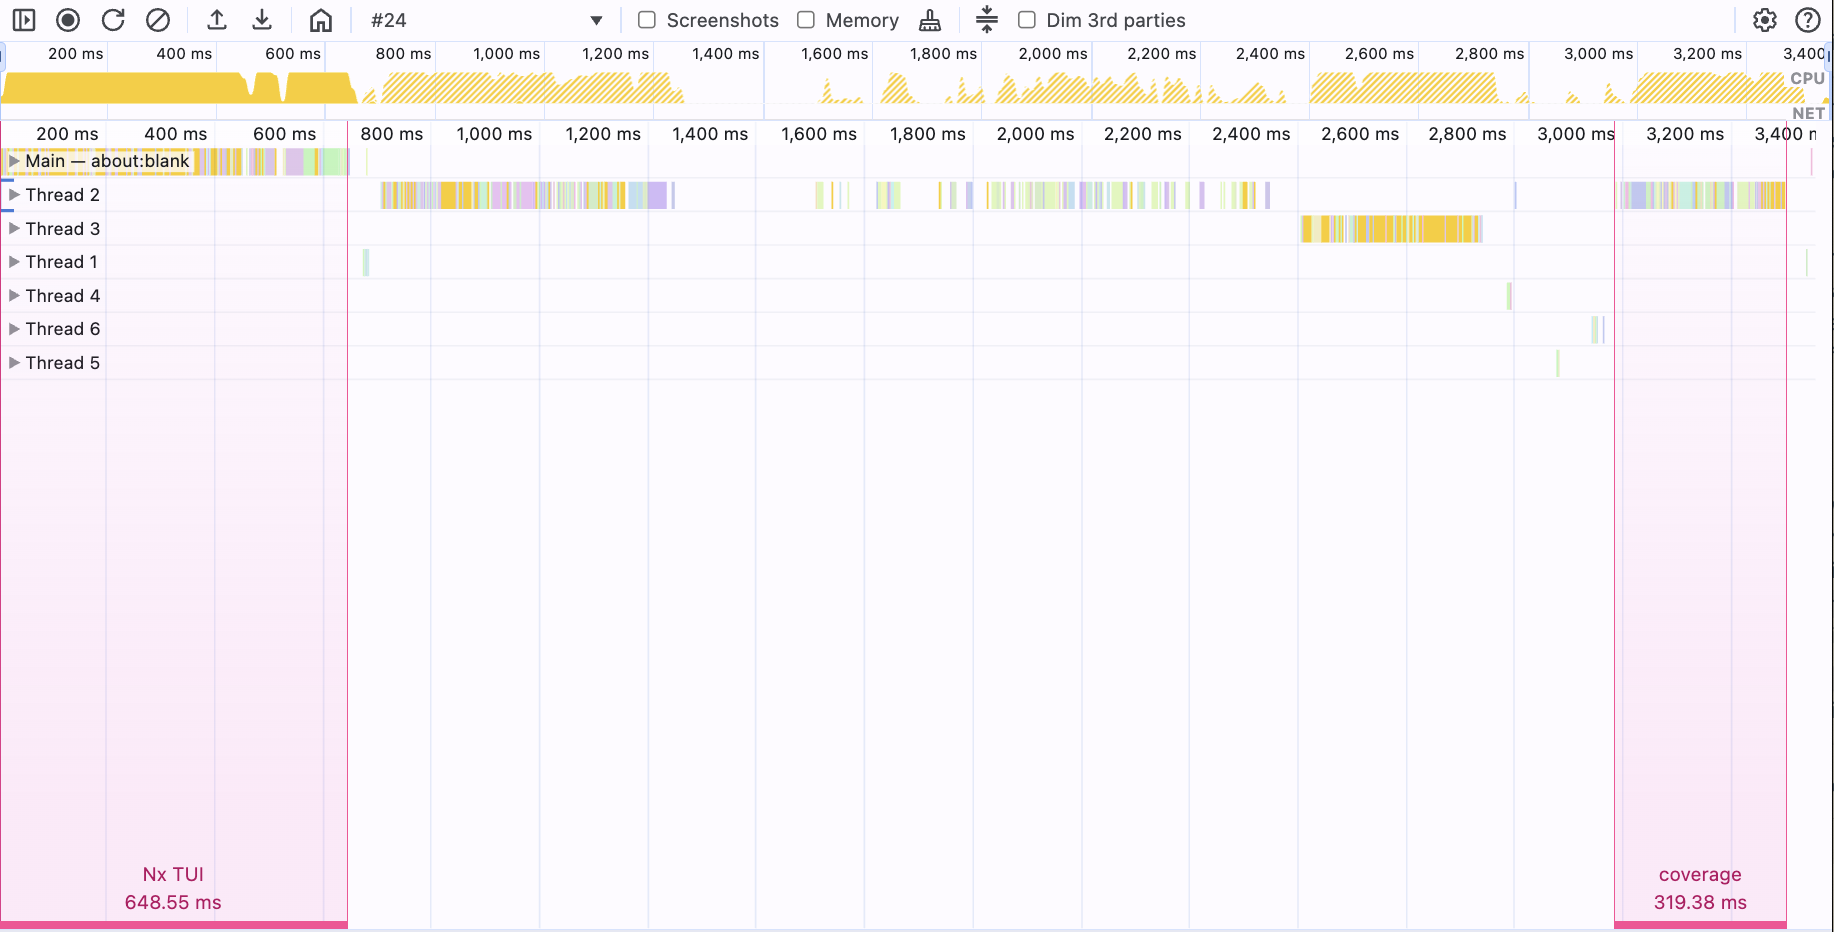 #24 Screenshots Memory Dim 3rd parties
200 ms 400 ms 600 ms 800 ms 1,000 ms 1,200 ms 1,400 ms 1,600 ms 1,800 ms 2,000 ms 2,200 ms 2,400 ms 2,600 ms 2,800 ms 3,000 ms 3,200 ms 3,400
CPU
NET
200 ms 400 ms 600 ms 800 ms 1,000 ms 1,200 ms 1,400 ms 1,600 ms 1,800 ms 2,000 ms 2,200 ms 2,400 ms 2,600 ms 2,800 ms 3,000 ms 3,200 ms 3,400 m
Main — about:blank
Thread 2
Thread 3
Thread 1
Thread 4
Thread 6
Thread 5
Nx TUI
648.55 ms
coverage
319.38 ms